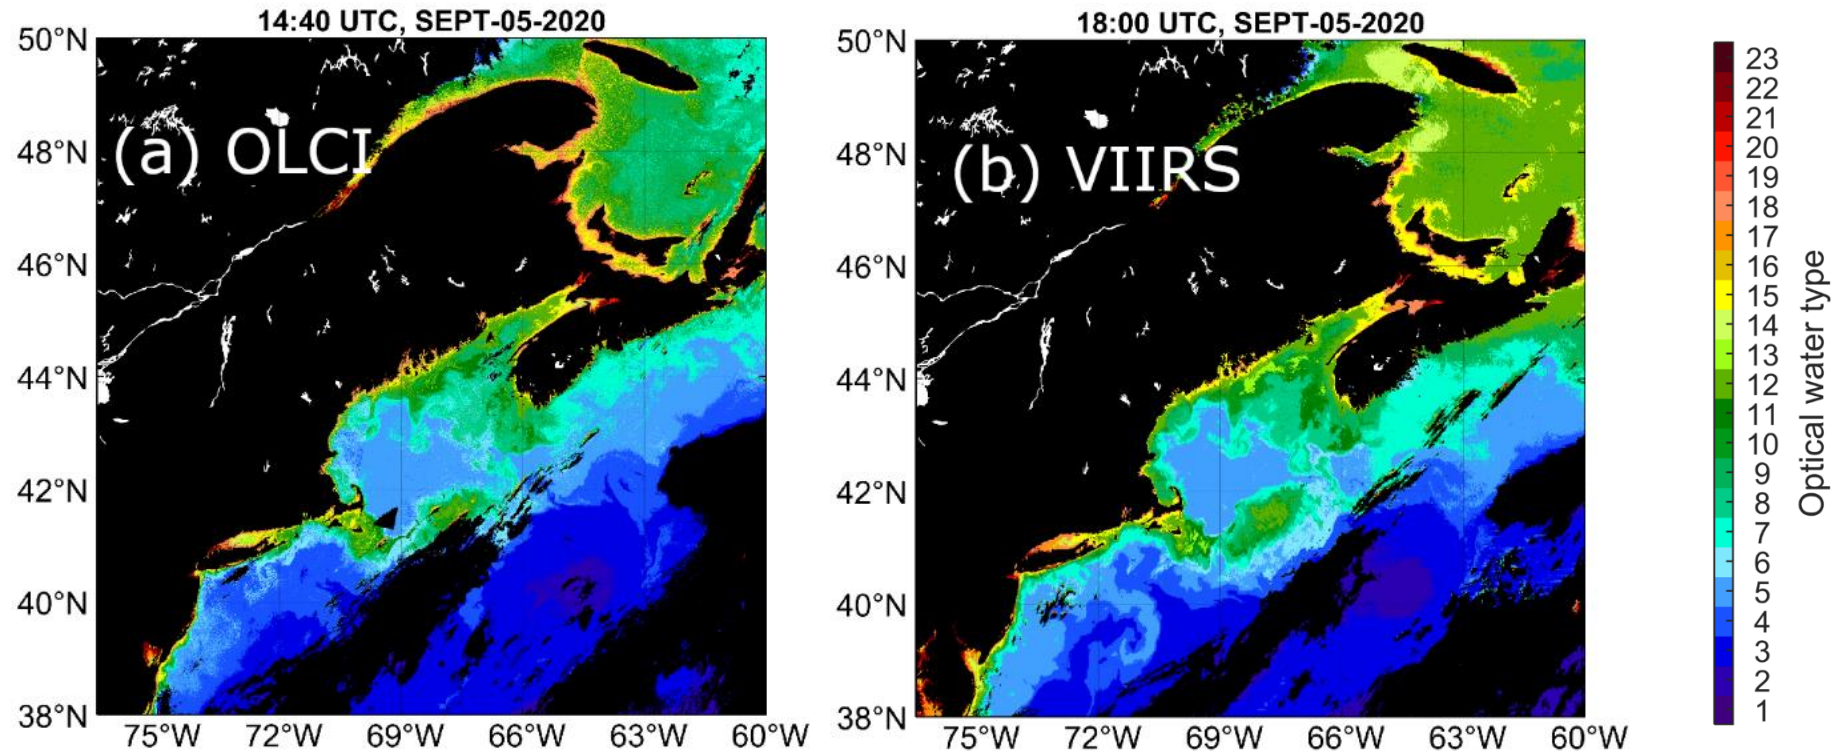 14:40 UTC, SEPT-05-2020
18:00 UTC, SEPT-05-2020
(a) OLCI
(b) VIIRS
50°N
48°N
46°N
44°N
42°N
40°N
38°N
75°W 72°W 69°W 66°W 63°W 60°W
50°N
48°N
46°N
44°N
42°N
40°N
38°N
75°W 72°W 69°W 66°W 63°W 60°W
23
22
21
20
19
18
17
16
15
14
13
12
11
10
9
8
7
6
5
4
3
2
1
Optical water type